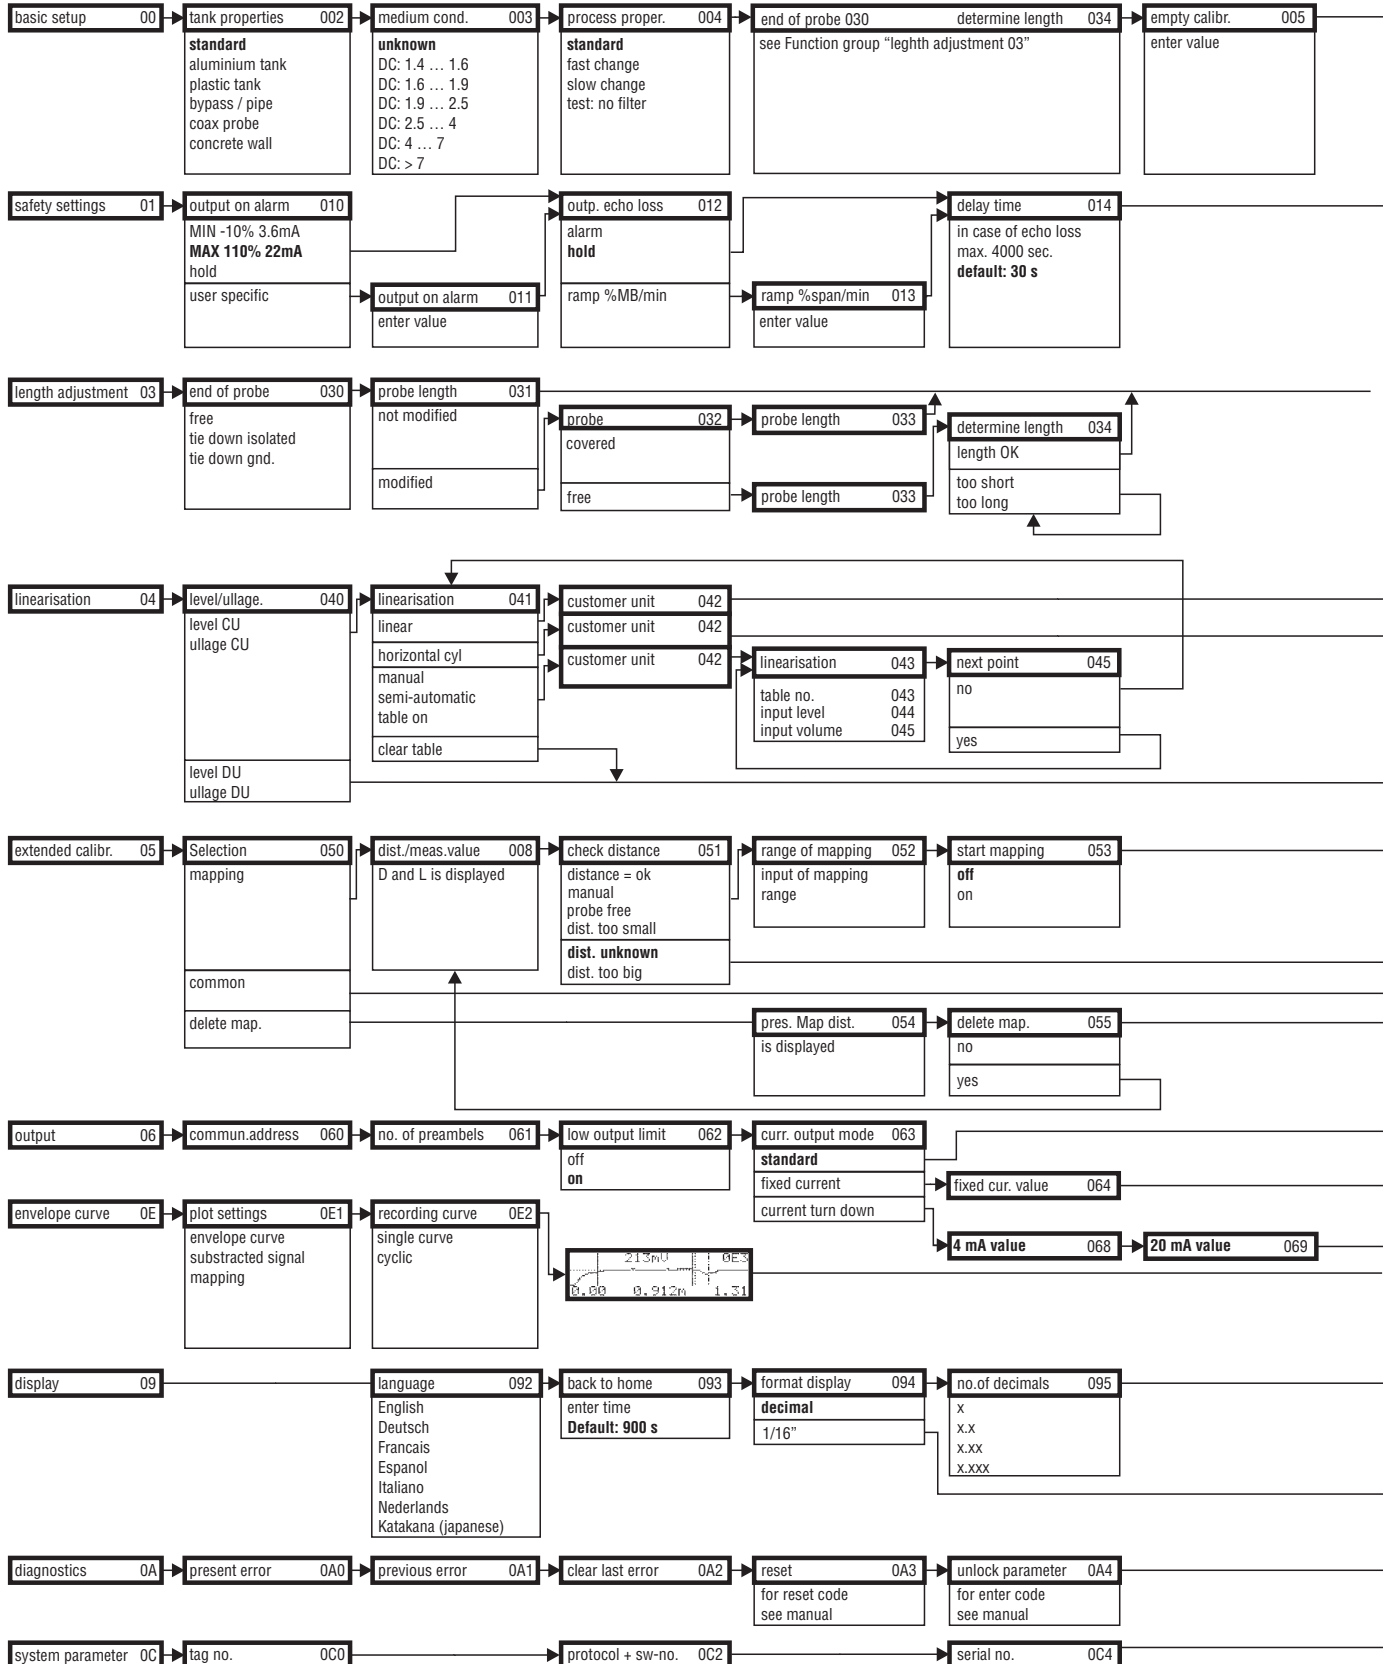 basic setup 00
tank properties 002
standard
aluminium tank
plastic tank
bypass / pipe
coax probe
concrete wall
medium cond. 003
unknown
DC: 1.4 … 1.6
DC: 1.6 … 1.9
DC: 1.9 … 2.5
DC: 2.5 … 4
DC: 4 … 7
DC: > 7
process proper. 004
standard
fast change
slow change
test: no filter
end of probe 030 determine length 034
see Function group “leghth adjustment 03”
empty calibr. 005
enter value
safety settings 01
output on alarm 010
MIN -10% 3.6mA
MAX 110% 22mA
hold
user specific
output on alarm 011
enter value
outp. echo loss 012
alarm
hold
ramp %MB/min
ramp %span/min 013
enter value
delay time 014
in case of echo loss
max. 4000 sec.
default: 30 s
length adjustment 03
end of probe 030
free
tie down isolated
tie down gnd.
probe length 031
not modified
modified
probe 032
covered
free
probe length 033
probe length 033
determine length 034
length OK
too short
too long
linearisation 04
level/ullage. 040
level CU
ullage CU
level DU
ullage DU
linearisation 041
linear
horizontal cyl
manual
semi-automatic
table on
clear table
customer unit 042
customer unit 042
customer unit 042
linearisation 043
table no. 043
input level 044
input volume 045
next point 045
no
yes
extended calibr. 05
Selection 050
mapping
common
delete map.
dist./meas.value 008
D and L is displayed
check distance 051
distance = ok
manual
probe free
dist. too small
dist. unknown
dist. too big
range of mapping 052
input of mapping
range
start mapping 053
off
on
pres. Map dist. 054
is displayed
delete map. 055
no
yes
output 06
commun.address 060
no. of preambels 061
low output limit 062
off
on
curr. output mode 063
standard
fixed current
current turn down
fixed cur. value 064
4 mA value 068
20 mA value 069
envelope curve 0E
plot settings 0E1
envelope curve
substracted signal
mapping
recording curve 0E2
single curve
cyclic
213mV 0E3
0.00 0.912m 1.31
display 09
language 092
English
Deutsch
Francais
Espanol
Italiano
Nederlands
Katakana (japanese)
back to home 093
enter time
Default: 900 s
format display 094
decimal
1/16”
no.of decimals 095
x
x.x
x.xx
x.xxx
diagnostics 0A
present error 0A0
previous error 0A1
clear last error 0A2
reset 0A3
for reset code
see manual
unlock parameter 0A4
for enter code
see manual
system parameter 0C
tag no. 0C0
protocol + sw-no. 0C2
serial no. 0C4